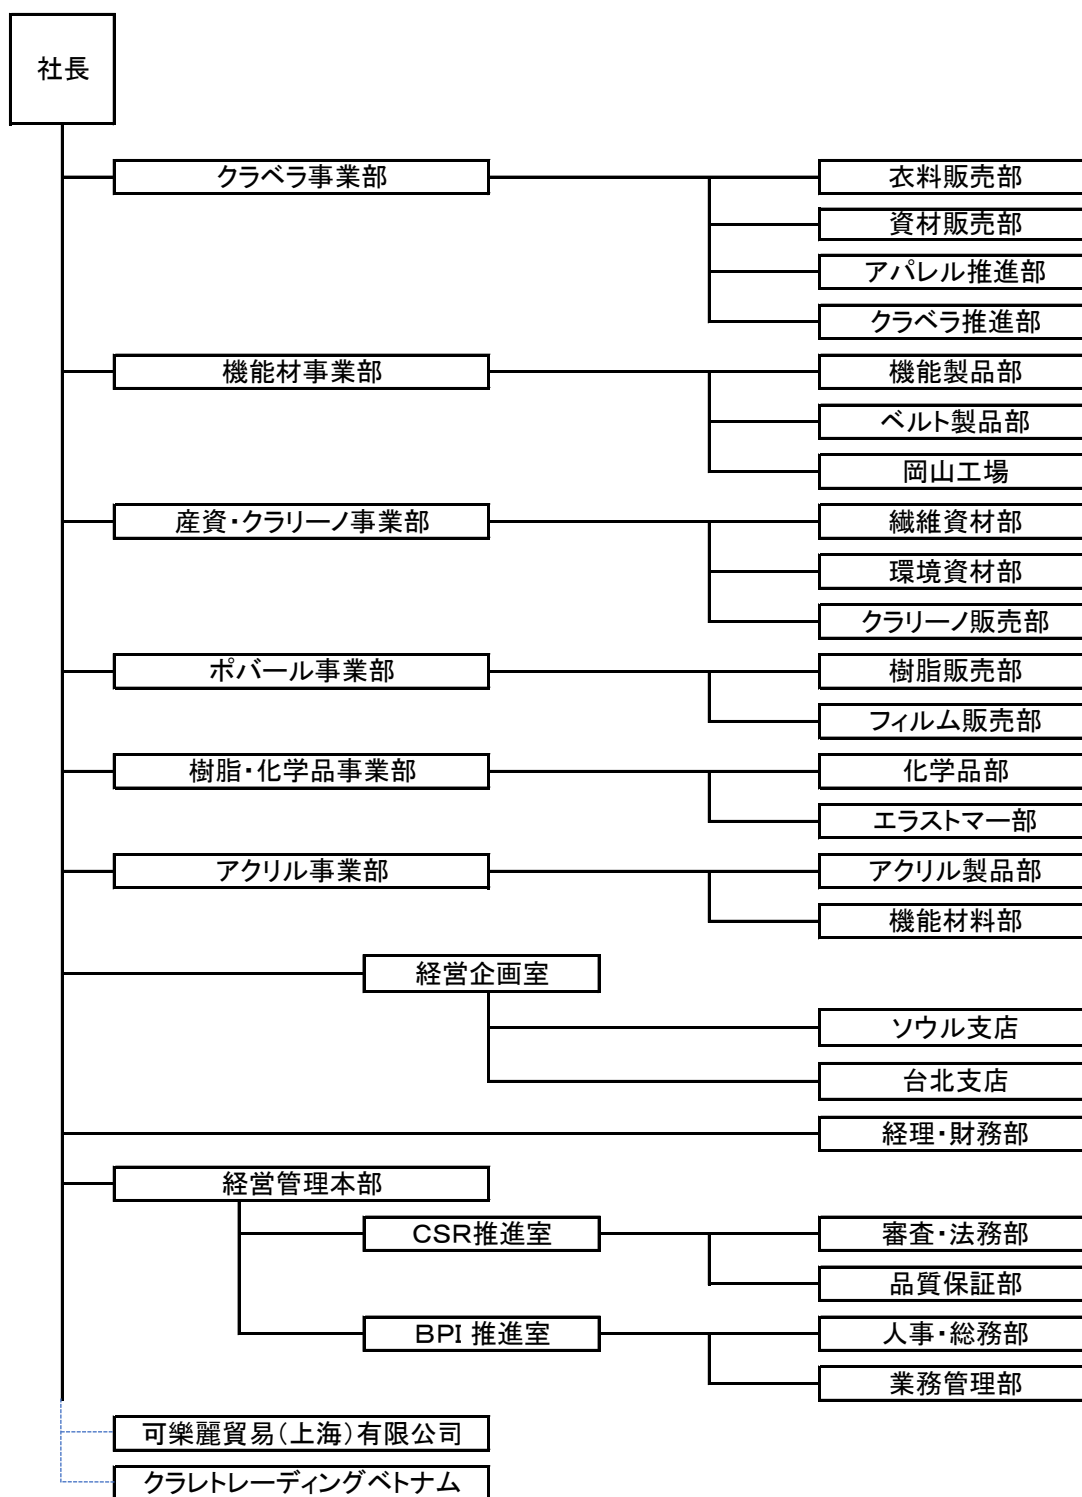 社長
クラベラ事業部
衣料販売部
資材販売部
アパレル推進部
クラベラ推進部
機能材事業部
機能製品部
ベルト製品部
岡山工場
産資・クラリーノ事業部
繊維資材部
環境資材部
クラリーノ販売部
ポバール事業部
樹脂販売部
フィルム販売部
樹脂・化学品事業部
化学品部
エラストマー部
アクリル事業部
アクリル製品部
機能材料部
経営企画室
ソウル支店
台北支店
経理・財務部
経営管理本部
CSR推進室
審査・法務部
品質保証部
BPI 推進室
人事・総務部
業務管理部
可樂麗貿易(上海)有限公司
クラレトレーディングベトナム